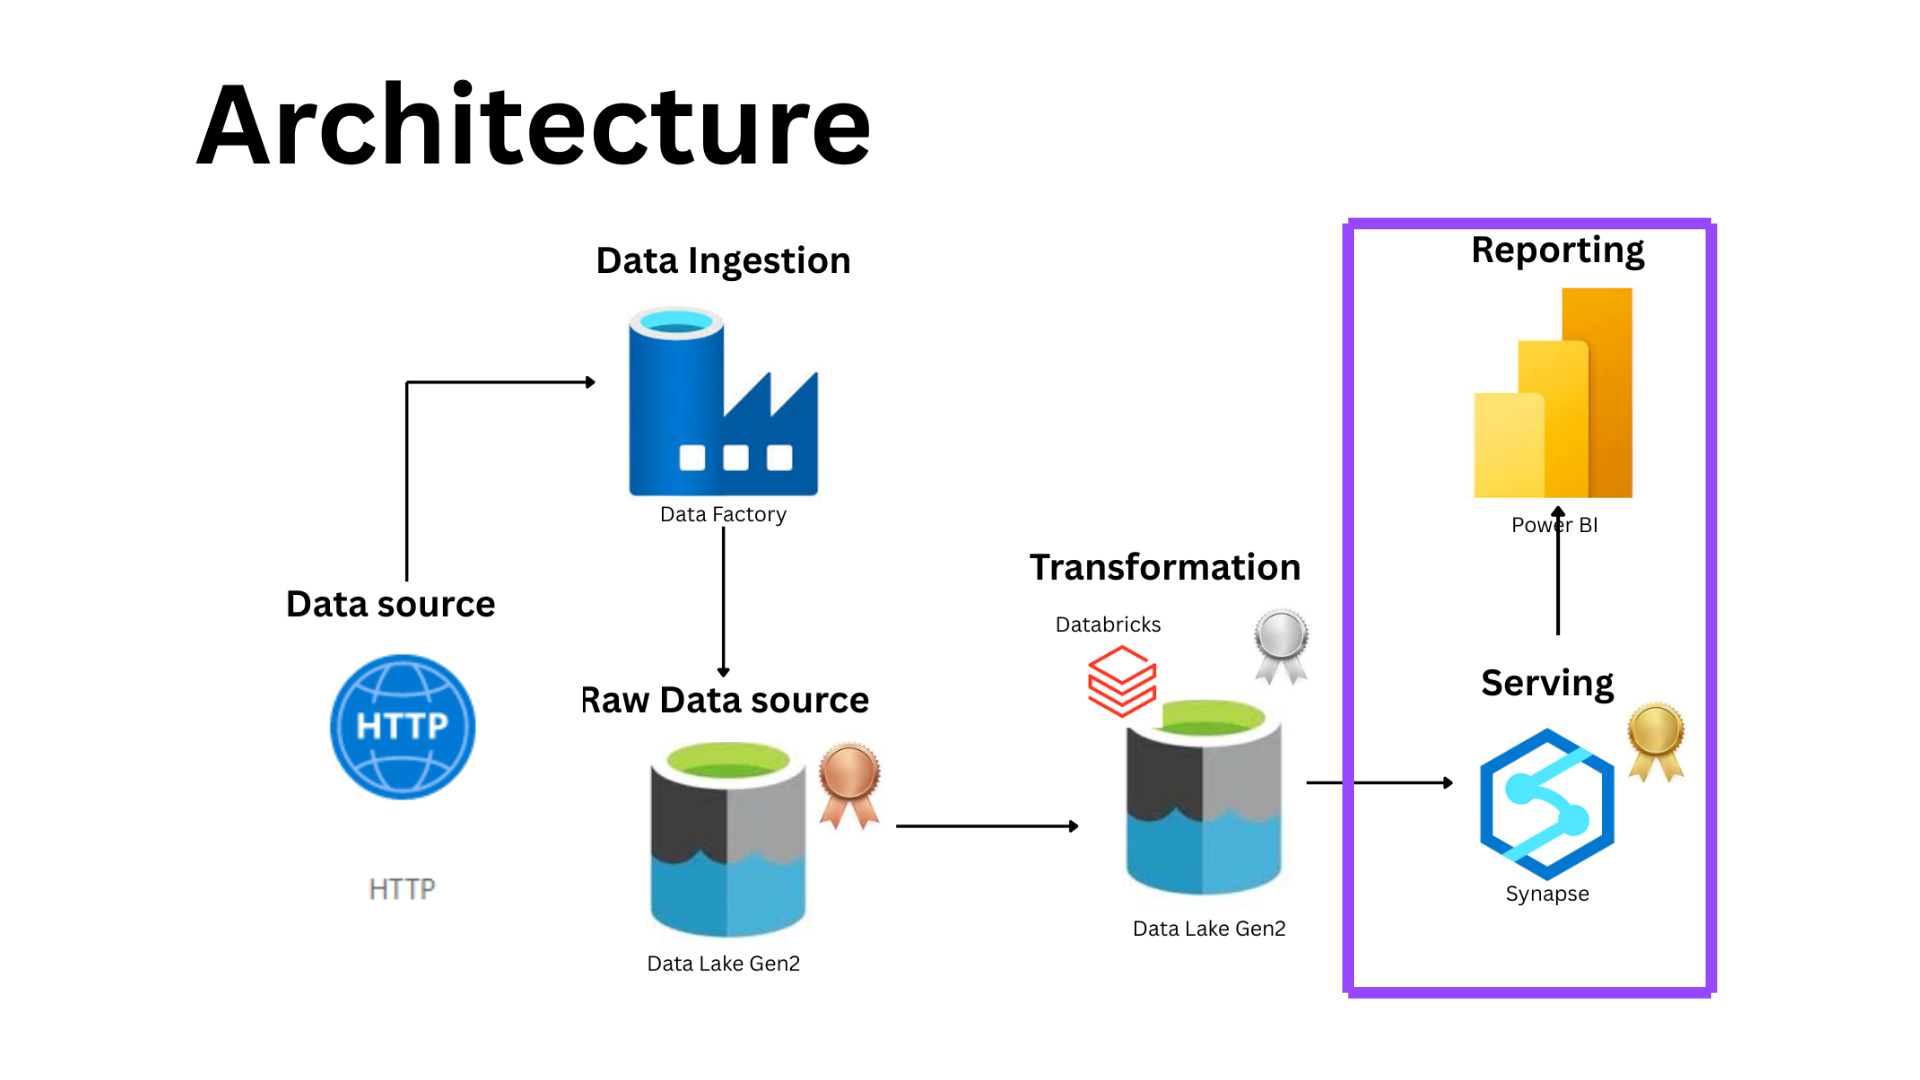 Architecture
Data Ingestion
Data Factory
Data source
HTTP
HTTP
Raw Data source
Data Lake Gen2
Transformation
Databricks
Data Lake Gen2
Reporting
Power BI
Serving
Synapse